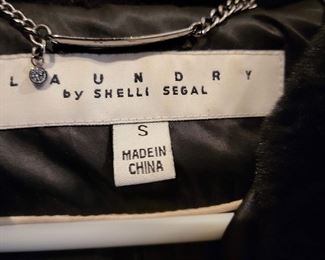 LAUNDRY
by SHELLI SEGAL
S
MADE IN
CHINA